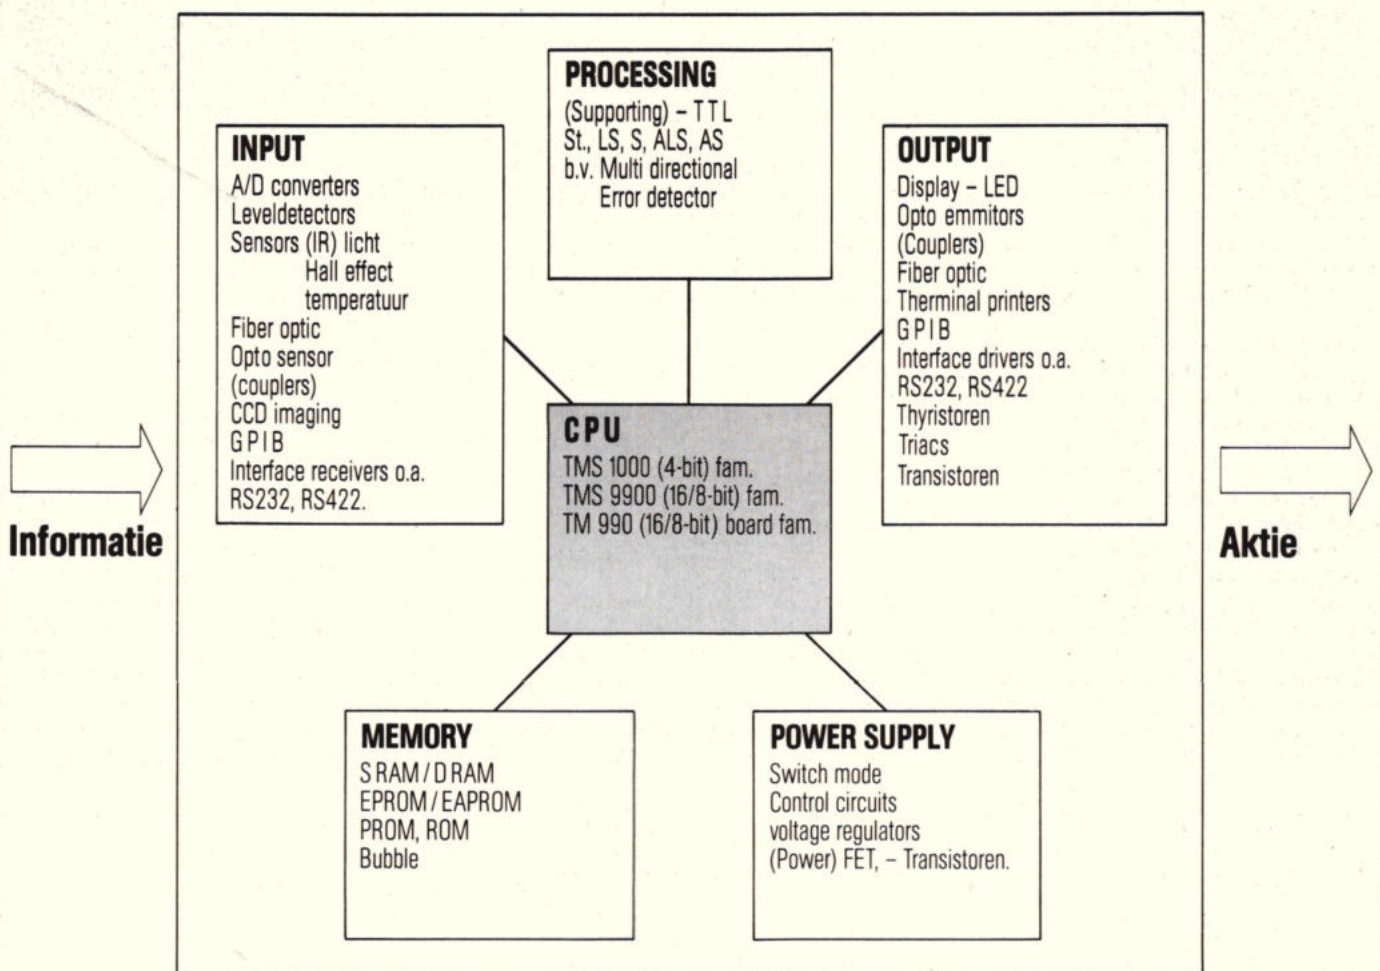 PROCESSING
(Supporting) – TTL
St., LS, S, ALS, AS
b.v. Multi directional
Error detector
INPUT
A/D converters
Leveldetectors
Sensors (IR) licht
Hall effect
temperatuur
Fiber optic
Opto sensor
(couplers)
CCD imaging
GPIB
Interface receivers o.a.
RS232, RS422.
OUTPUT
Display – LED
Opto emmitors
(Couplers)
Fiber optic
Therminal printers
GPIB
Interface drivers o.a.
RS232, RS422
Thyristoren
Triacs
Transistoren
Informatie
CPU
TMS 1000 (4-bit) fam.
TMS 9900 (16/8-bit) fam.
TM 990 (16/8-bit) board fam.
Aktie
MEMORY
SRAM/DRAM
EPROM/EAPROM
PROM, ROM
Bubble
POWER SUPPLY
Switch mode
Control circuits
voltage regulators
(Power) FET, – Transistoren.